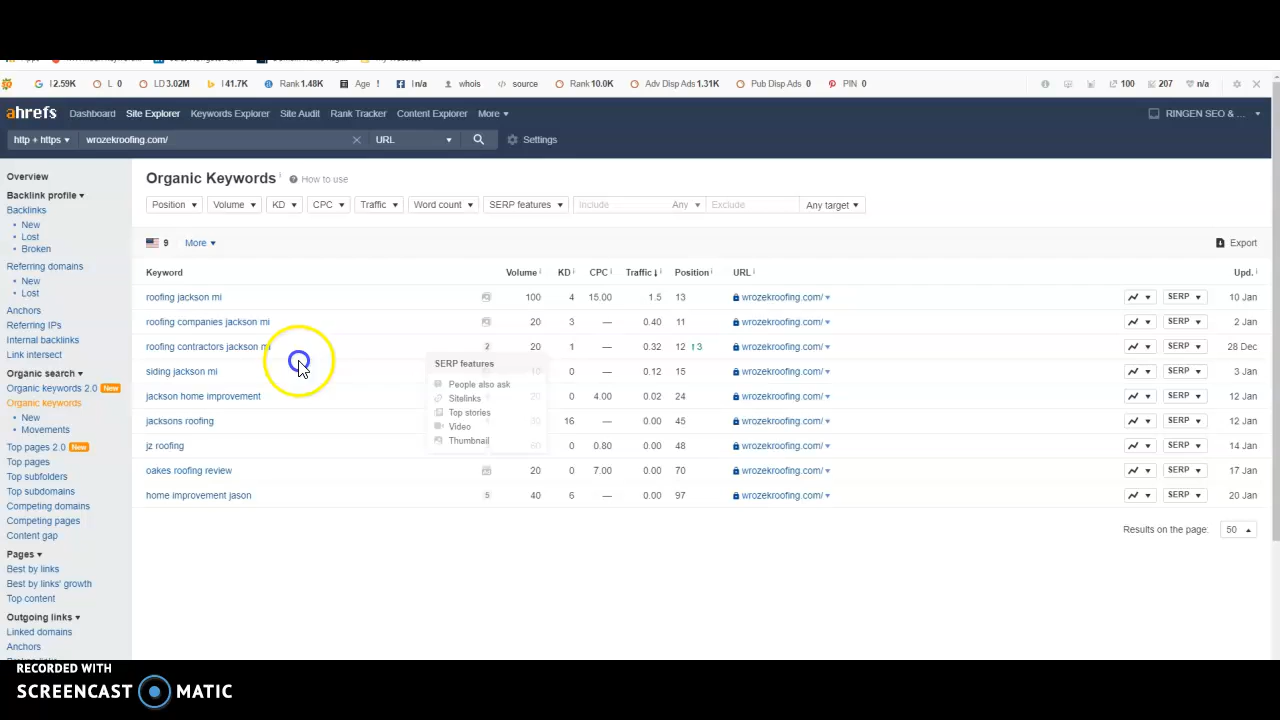 I2.59K L 0 LD3.02M I41.7K Rank1.48K Age ! I n/a whois source Rank10.0K Adv Disp Ads 1.31K Pub Disp Ads 0 PIN 0 100 207 n/a
ahrefs Dashboard Site Explorer Keywords Explorer Site Audit Rank Tracker Content Explorer More RINGEN SEO & ...
http + https wrozekroofing.com/ URL Settings
Overview
Backlink profile
Backlinks
New
Lost
Broken
Referring domains
New
Lost
Anchors
Referring IPs
Internal backlinks
Link intersect
Organic search
Organic keywords 2.0 New
Organic keywords
New
Movements
Top pages 2.0 New
Top pages
Top subfolders
Top subdomains
Competing domains
Competing pages
Content gap
Pages
Best by links
Best by links' growth
Top content
Outgoing links
Linked domains
Anchors
Organic Keywords i ? How to use
Position Volume KD CPC Traffic Word count SERP features Include Any Exclude Any target
9 More Export
Keyword Volume KD CPC Traffic Position URL Upd.
roofing jackson mi 100 4 15.00 1.5 13 wrozekroofing.com/ SERP 10 Jan
roofing companies jackson mi 20 3 — 0.40 11 wrozekroofing.com/ SERP 2 Jan
roofing contractors jackson mi 2 20 1 — 0.32 12 ↑3 wrozekroofing.com/ SERP 28 Dec
siding jackson mi 10 0 — 0.12 15 wrozekroofing.com/ SERP 3 Jan
jackson home improvement 20 0 4.00 0.02 24 wrozekroofing.com/ SERP 12 Jan
jacksons roofing 16 — 0.00 45 wrozekroofing.com/ SERP 12 Jan
jz roofing 60 0 0.80 0.00 48 wrozekroofing.com/ SERP 14 Jan
oakes roofing review 20 0 7.00 0.00 70 wrozekroofing.com/ SERP 17 Jan
home improvement jason 5 40 6 — 0.00 97 wrozekroofing.com/ SERP 20 Jan
SERP features
People also ask
Sitelinks
Top stories
Video
Thumbnail
Results on the page: 50
RECORDED WITH
SCREENCAST MATIC